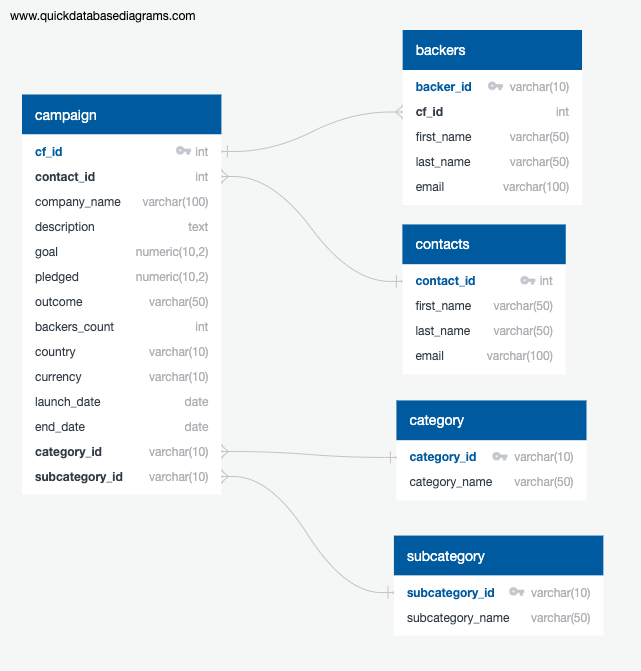 www.quickdatabasediagrams.com
campaign
cf_id int
contact_id int
company_name varchar(100)
description text
goal numeric(10,2)
pledged numeric(10,2)
outcome varchar(50)
backers_count int
country varchar(10)
currency varchar(10)
launch_date date
end_date date
category_id varchar(10)
subcategory_id varchar(10)
backers
backer_id varchar(10)
cf_id int
first_name varchar(50)
last_name varchar(50)
email varchar(100)
contacts
contact_id int
first_name varchar(50)
last_name varchar(50)
email varchar(100)
category
category_id varchar(10)
category_name varchar(50)
subcategory
subcategory_id varchar(10)
subcategory_name varchar(50)